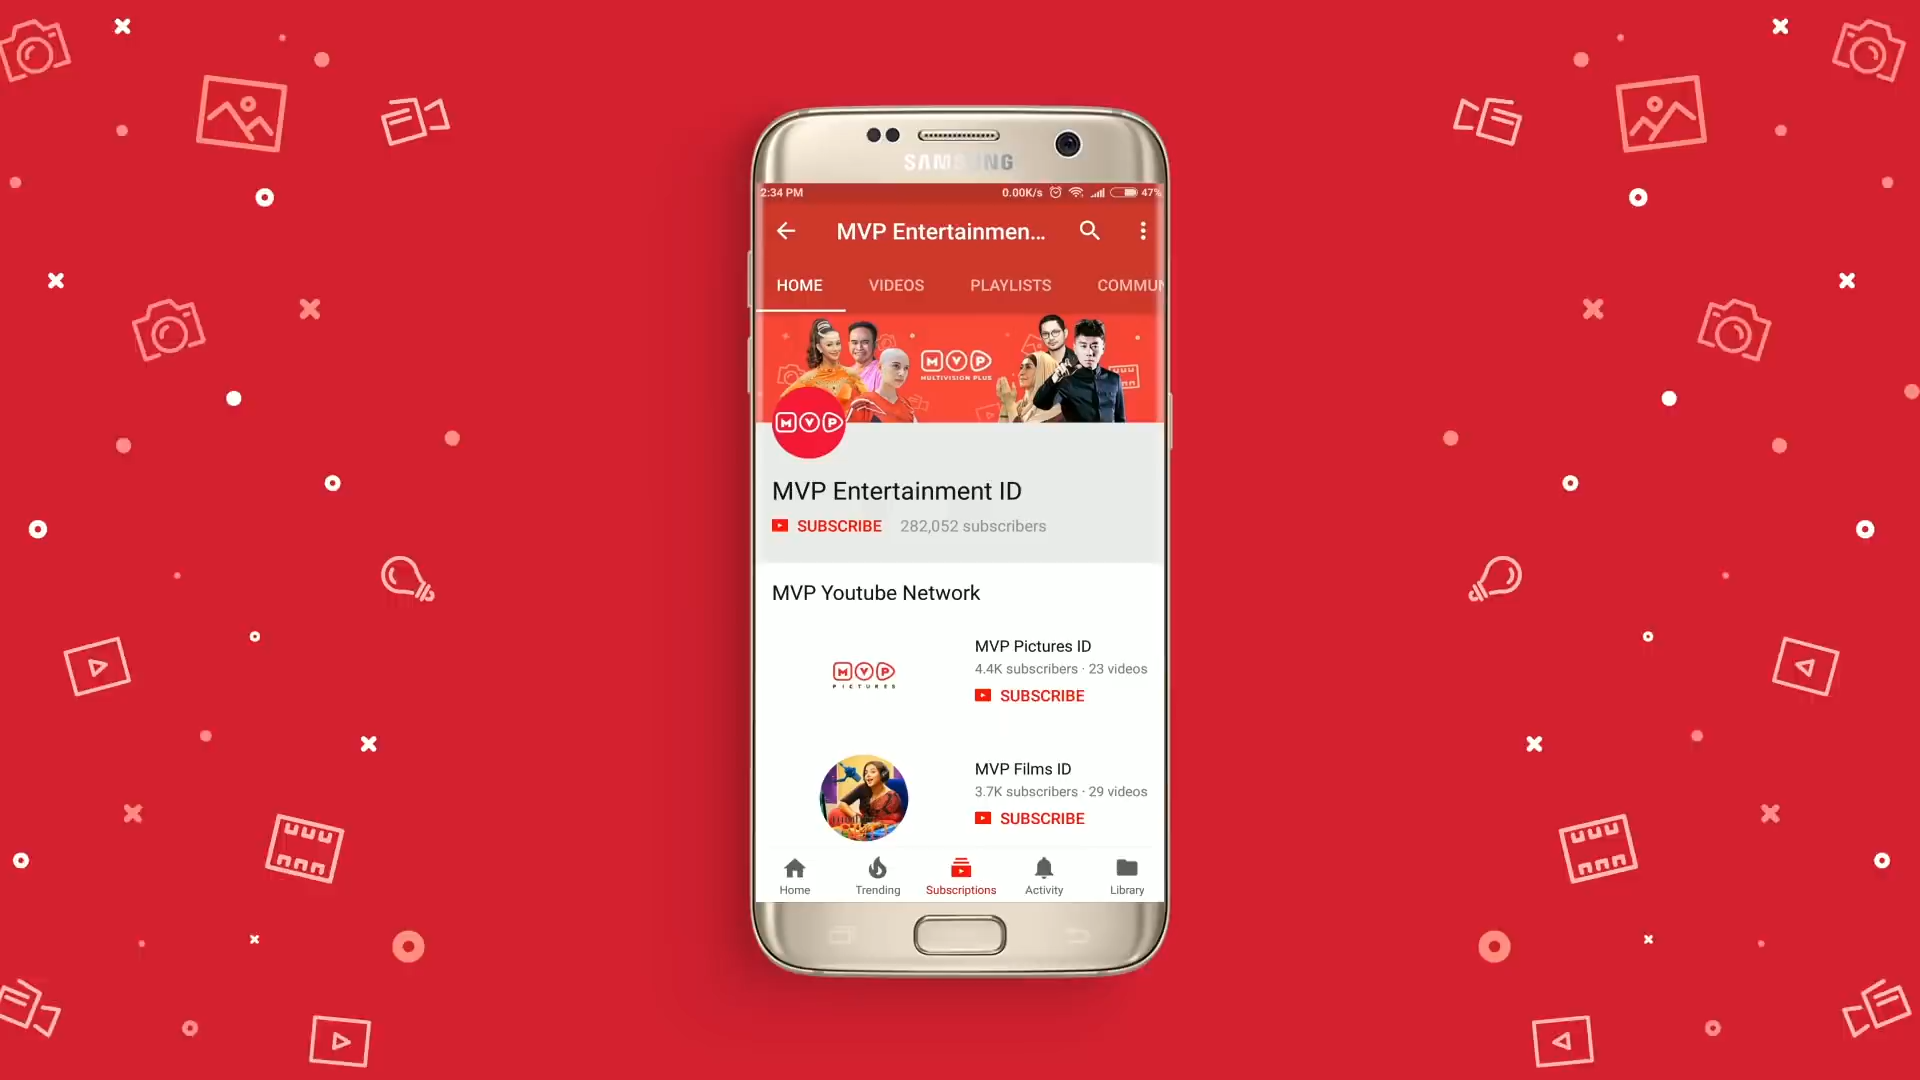 SAMSUNG
2:34 PM 0.00K/s 47%
MVP Entertainmen...
HOME VIDEOS PLAYLISTS COMMUN
MVP
MULTIVISION PLUS
MVP
MVP Entertainment ID
SUBSCRIBE 282,052 subscribers
MVP Youtube Network
MVP
PICTURES
MVP Pictures ID
4.4K subscribers · 23 videos
SUBSCRIBE
MVP Films ID
3.7K subscribers · 29 videos
SUBSCRIBE
Home Trending Subscriptions Activity Library